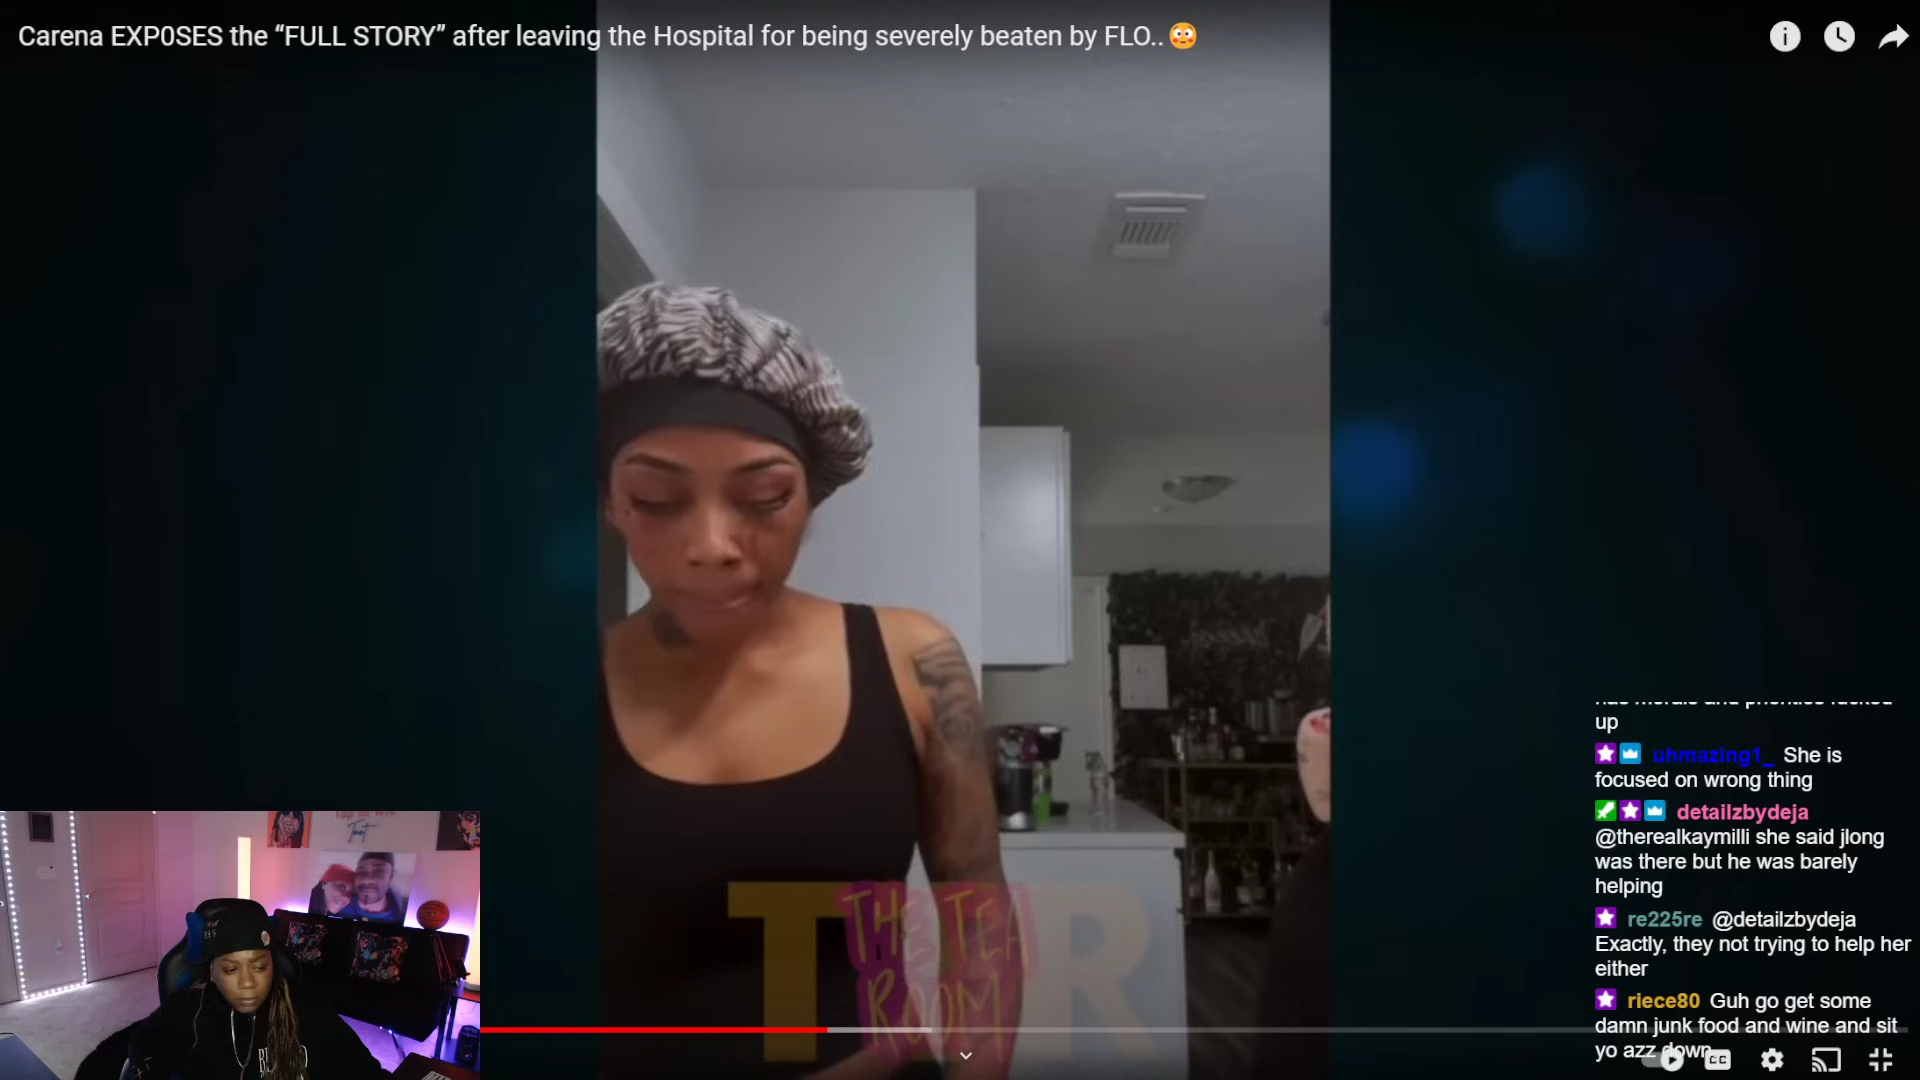 Carena EXP0SES the “FULL STORY” after leaving the Hospital for being severely beaten by FLO..😳
up
uhmazing1_ She is
focused on wrong thing
detailzbydeja
@therealkaymilli she said jlong
was there but he was barely
helping
re225re @detailzbydeja
Exactly, they not trying to help her
either
riece80 Guh go get some
damn junk food and wine and sit
yo azz down
T R
THE TEA
ROOM
CC